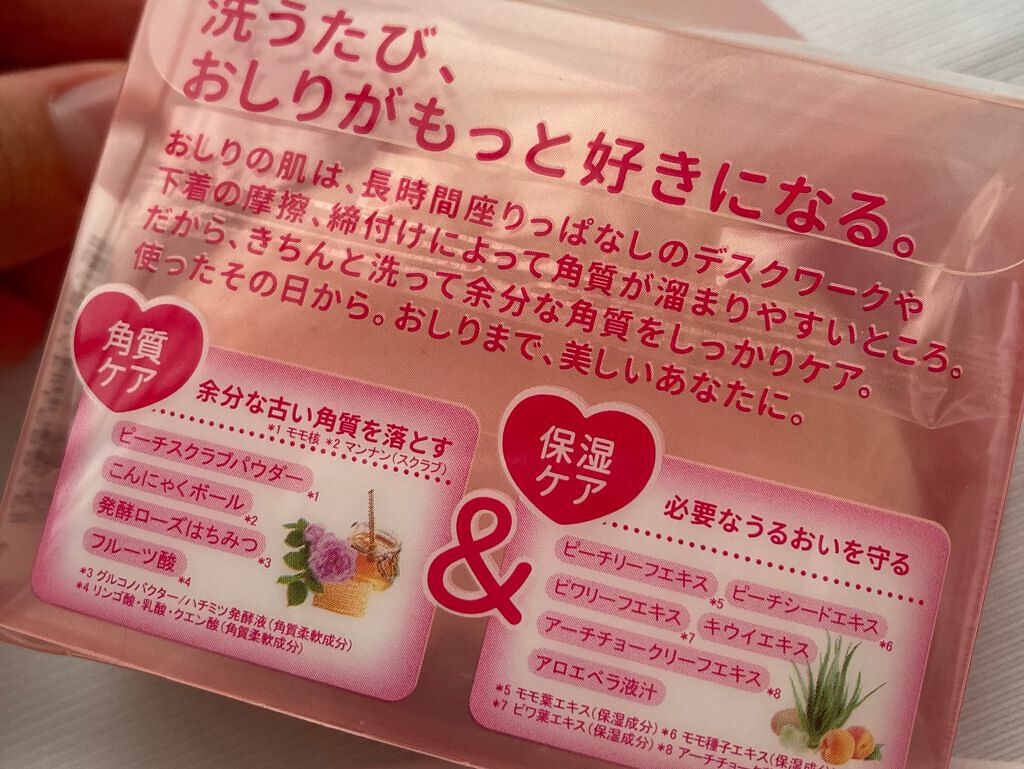 洗うたび、
おしりがもっと好きになる。
おしりの肌は、長時間座りっぱなしのデスクワークや
下着の摩擦、締付けによって角質が溜まりやすいところ。
だから、きちんと洗って余分な角質をしっかりケア。
使ったその日から。おしりまで、美しいあなたに。
角質
ケア
余分な古い角質を落とす
*1 モモ核 *2 マンナン(スクラブ)
ピーチスクラブパウダー *1
こんにゃくボール *2
発酵ローズはちみつ *3
フルーツ酸 *4
*3 グルコノバクター/ハチミツ発酵液(角質柔軟成分)
*4 リンゴ酸・乳酸・クエン酸(角質柔軟成分)
&
保湿
ケア
必要なうるおいを守る
ピーチリーフエキス *5 ピーチシードエキス *6
ビワリーフエキス *7 キウイエキス
アーチチョークリーフエキス *8
アロエベラ液汁
*5 モモ葉エキス(保湿成分) *6 モモ種子エキス(保湿成分)
*7 ビワ葉エキス(保湿成分) *8 アーチチョーク